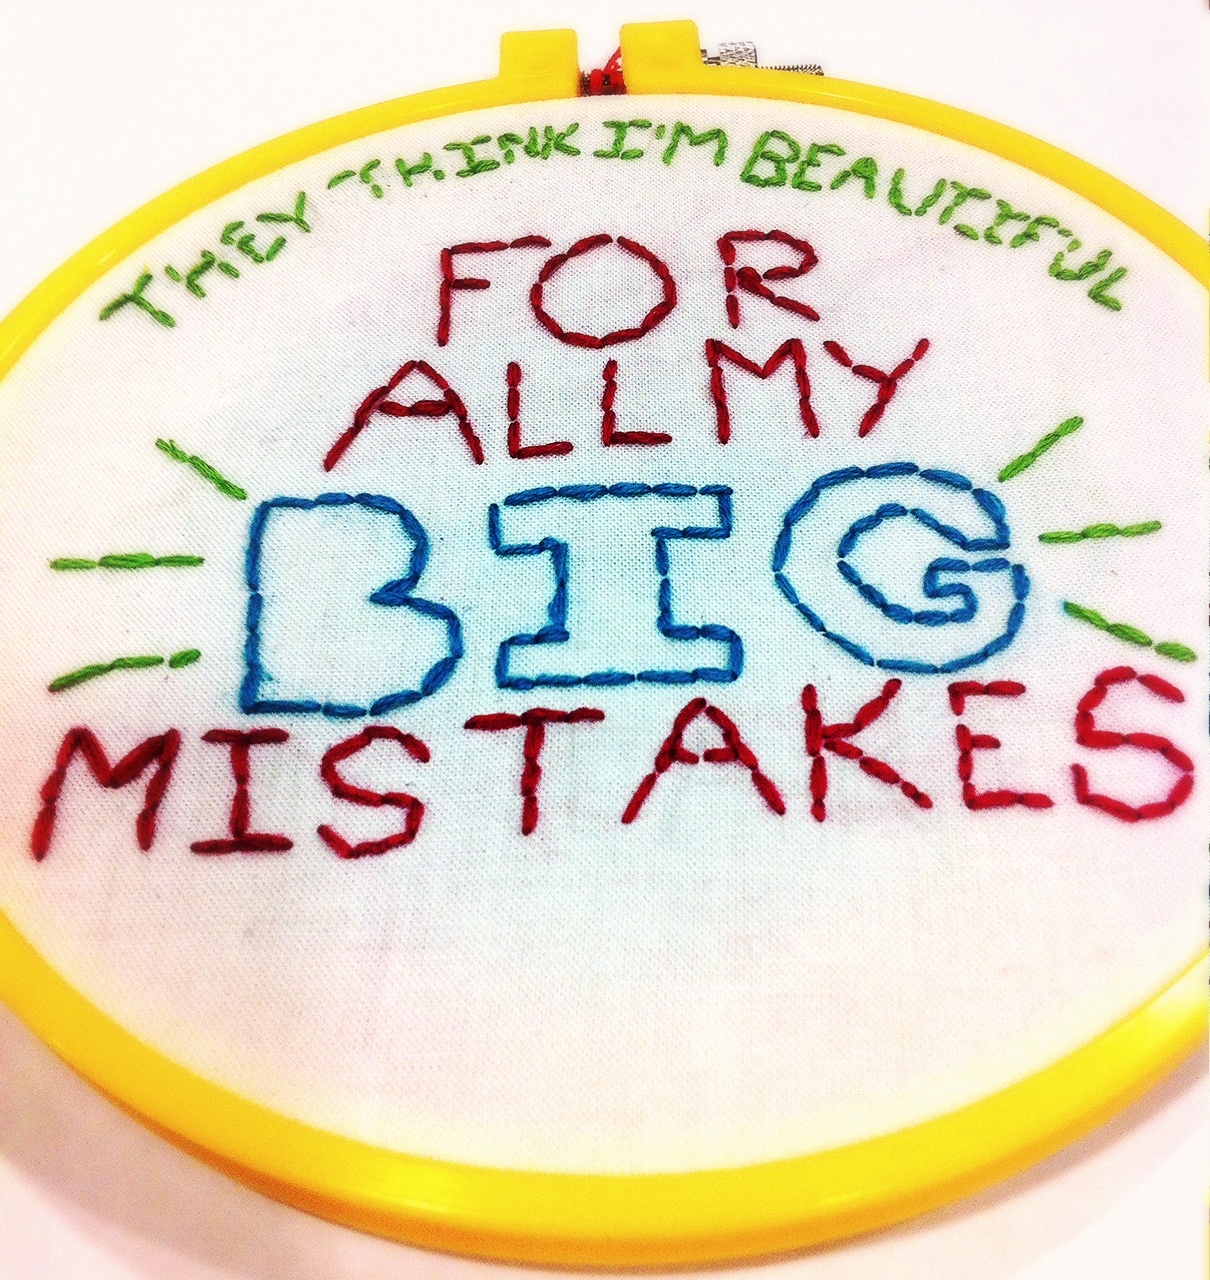 THEY THINK I'M BEAUTIFUL
FOR
ALL MY
BIG
MISTAKES